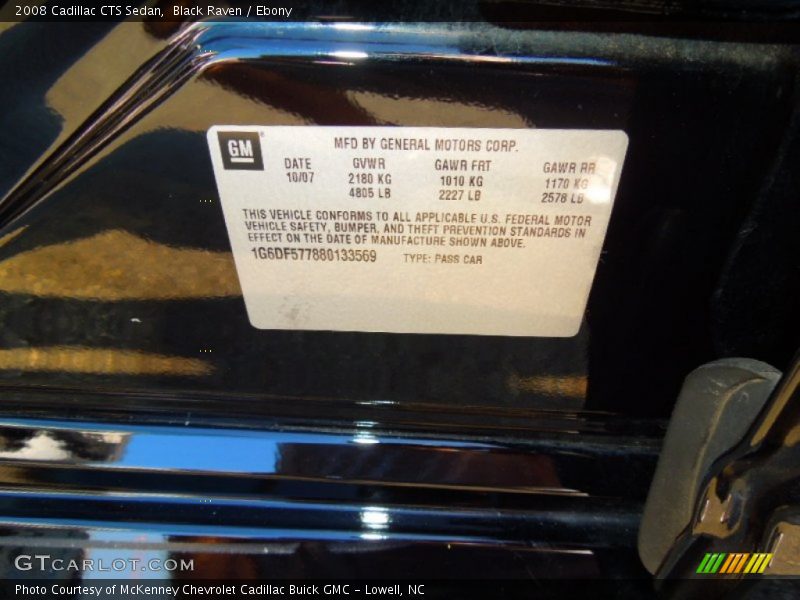 2008 Cadillac CTS Sedan, Black Raven / Ebony
GM
MFD BY GENERAL MOTORS CORP.
DATE GVWR GAWR FRT GAWR RR
10/07 2180 KG 1010 KG 1170 KG
4805 LB 2227 LB 2578 LB
THIS VEHICLE CONFORMS TO ALL APPLICABLE U.S. FEDERAL MOTOR
VEHICLE SAFETY, BUMPER, AND THEFT PREVENTION STANDARDS IN
EFFECT ON THE DATE OF MANUFACTURE SHOWN ABOVE.
1G6DF577880133569 TYPE: PASS CAR
GTCARLOT.COM
Photo Courtesy of McKenney Chevrolet Cadillac Buick GMC - Lowell, NC